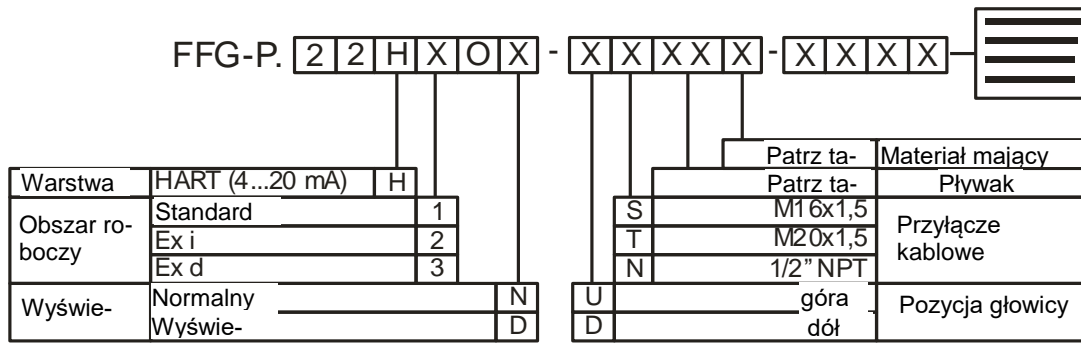 FFG-P. 2 2 H X O X - X X X X X - X X X X
Patrz ta- Materiał mający
Warstwa HART (4...20 mA) H Patrz ta- Pływak
Obszar ro-
boczy
Standard 1
Ex i 2
Ex d 3
S M16x1,5
T M20x1,5
N 1/2” NPT
Przyłącze
kablowe
Wyświe-
Normalny N
Wyświe- D
U góra
D dół
Pozycja głowicy